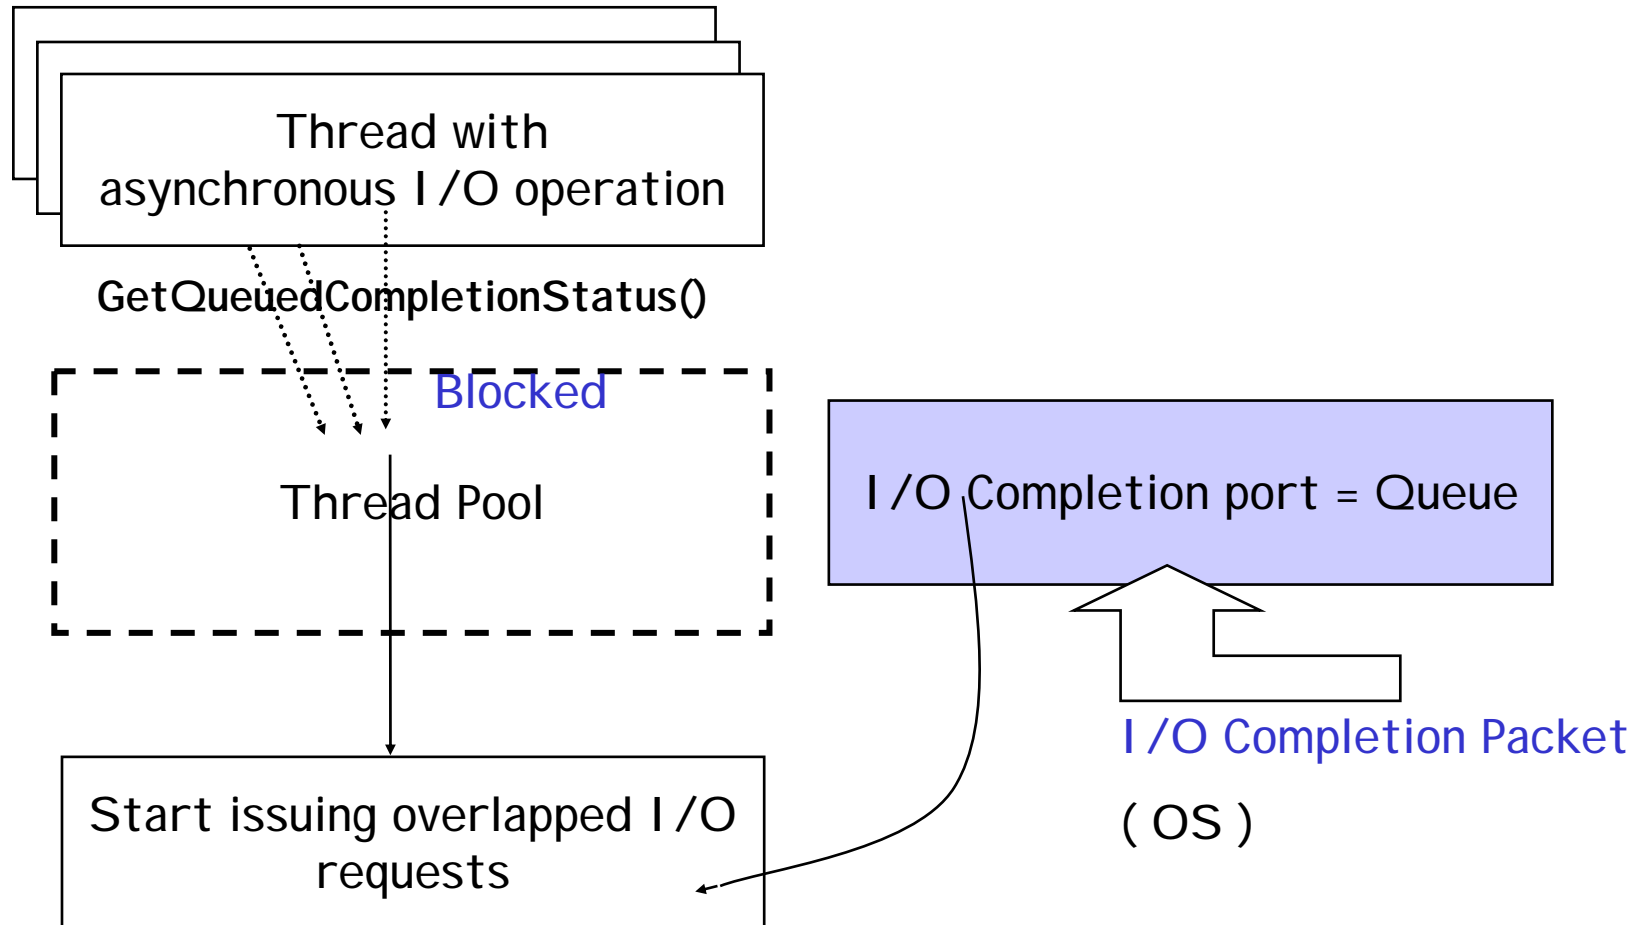 Thread with
asynchronous I/O operation
GetQueuedCompletionStatus()
Blocked
Thread Pool
I/O Completion port = Queue
I/O Completion Packet
(OS)
Start issuing overlapped I/O
requests